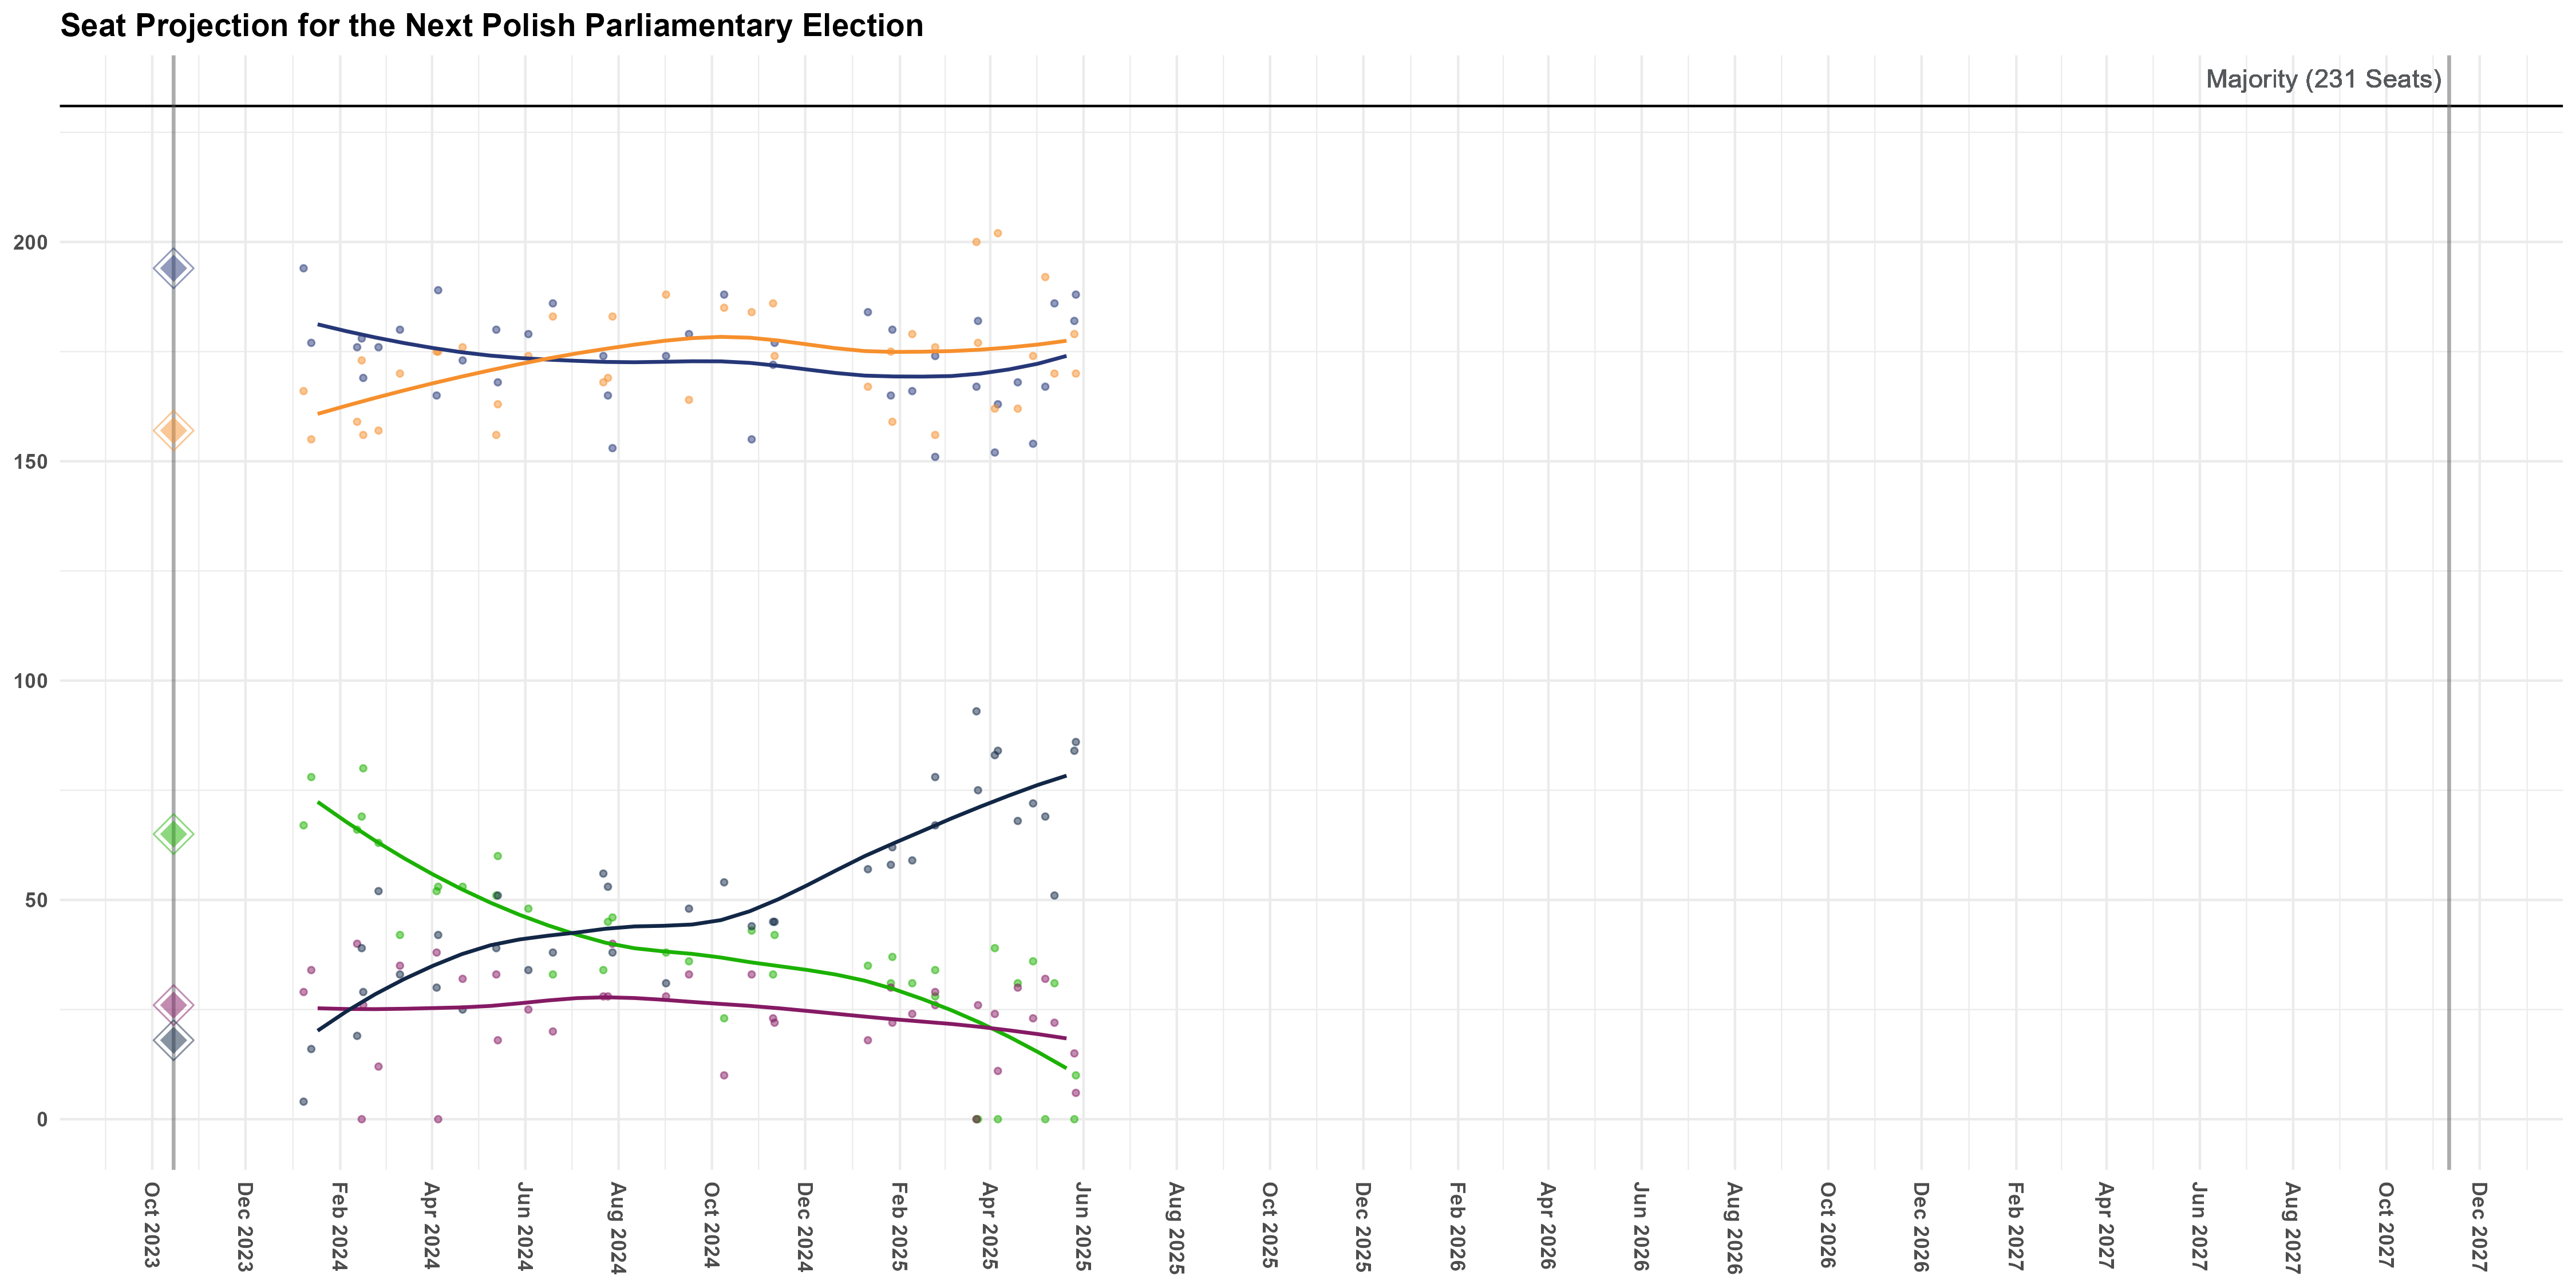 Seat Projection for the Next Polish Parliamentary Election
Majority (231 Seats)
200
150
100
50
0
Oct 2023
Dec 2023
Feb 2024
Apr 2024
Jun 2024
Aug 2024
Oct 2024
Dec 2024
Feb 2025
Apr 2025
Jun 2025
Aug 2025
Oct 2025
Dec 2025
Feb 2026
Apr 2026
Jun 2026
Aug 2026
Oct 2026
Dec 2026
Feb 2027
Apr 2027
Jun 2027
Aug 2027
Oct 2027
Dec 2027